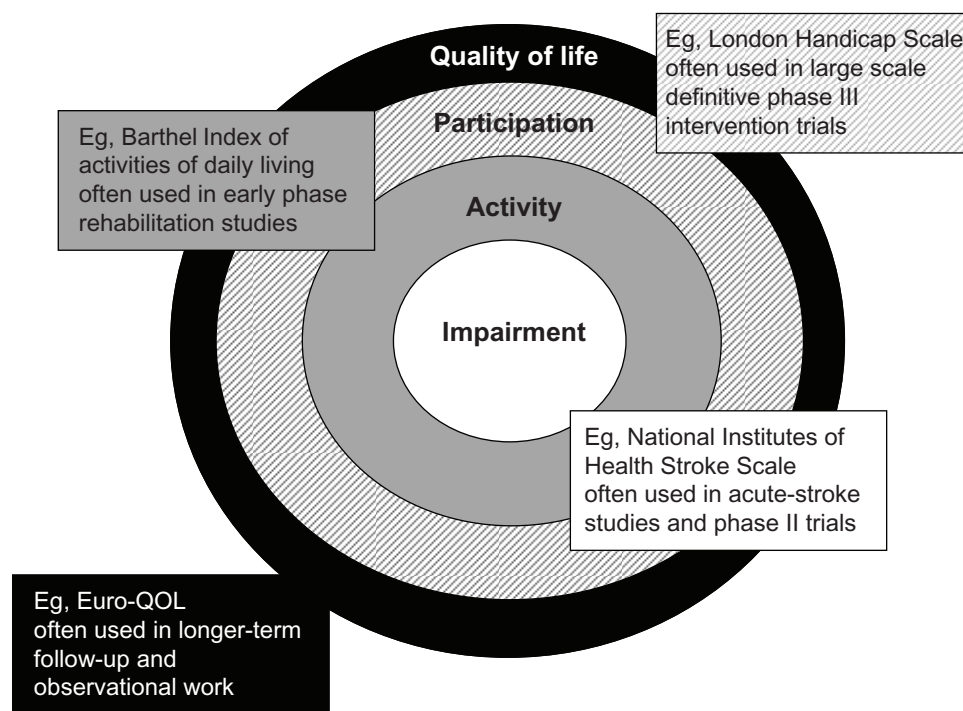 Quality of life
Eg, London Handicap Scale
often used in large scale
definitive phase III
intervention trials
Participation
Eg, Barthel Index of
activities of daily living
often used in early phase
rehabilitation studies
Activity
Impairment
Eg, National Institutes of
Health Stroke Scale
often used in acute-stroke
studies and phase II trials
Eg, Euro-QOL
often used in longer-term
follow-up and
observational work